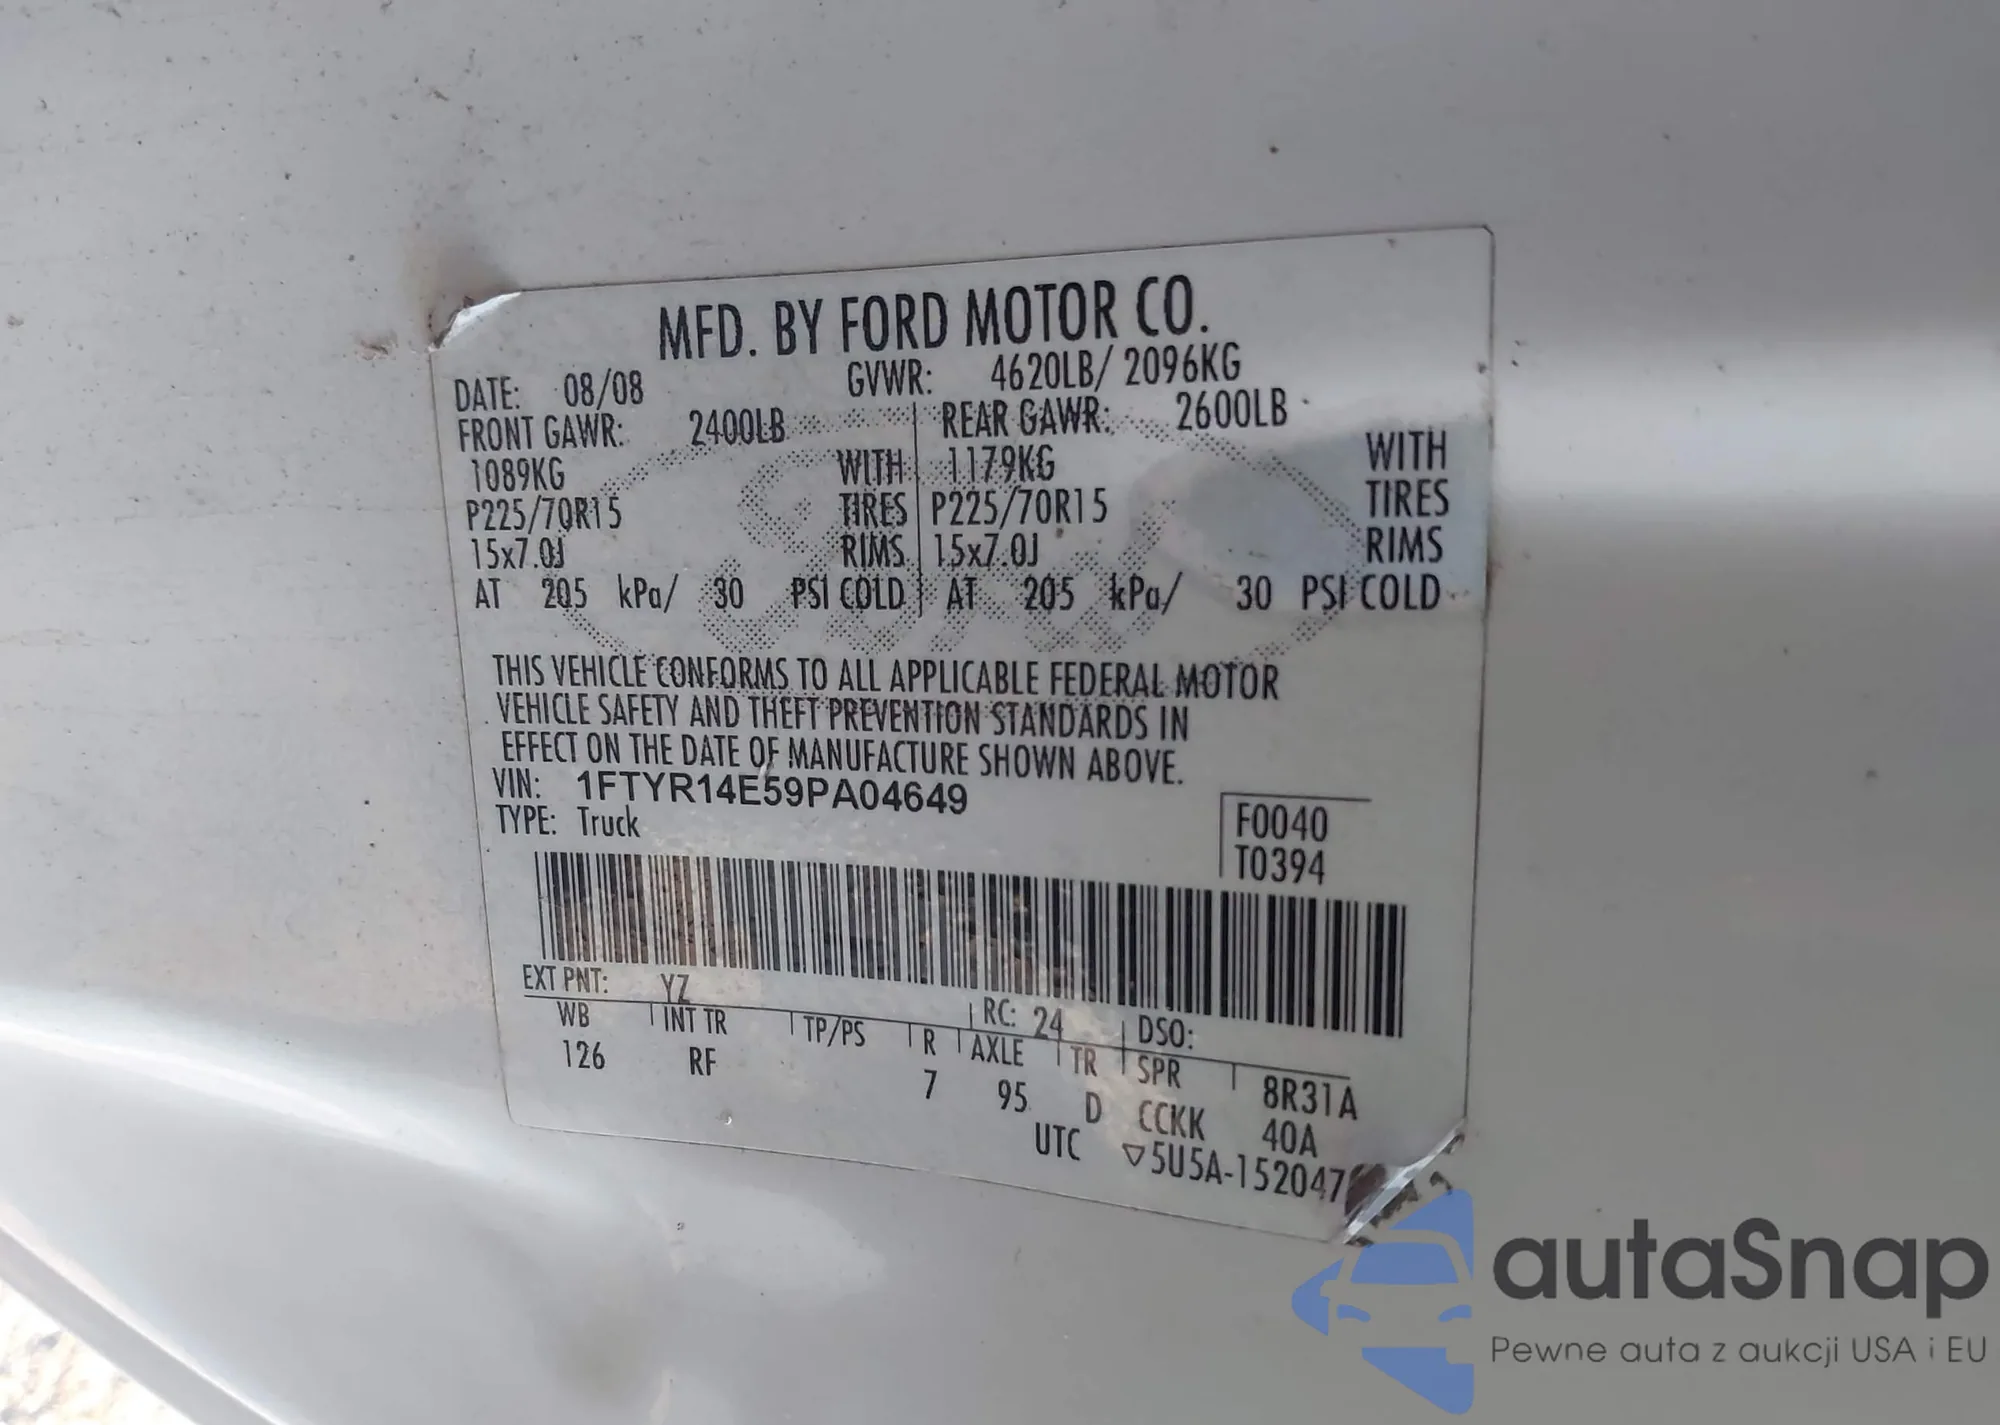 MFD. BY FORD MOTOR CO.
DATE: 08/08 GVWR: 4620LB/ 2096KG
FRONT GAWR: 2400LB REAR GAWR: 2600LB
1089KG WITH 1179KG WITH
P225/70R15 TIRES P225/70R15 TIRES
15x7.0J RIMS 15x7.0J RIMS
AT 205 kPa/ 30 PSI COLD AT 205 kPa/ 30 PSI COLD
THIS VEHICLE CONFORMS TO ALL APPLICABLE FEDERAL MOTOR
VEHICLE SAFETY AND THEFT PREVENTION STANDARDS IN
EFFECT ON THE DATE OF MANUFACTURE SHOWN ABOVE.
VIN: 1FTYR14E59PA04649
TYPE: Truck
F0040
T0394
EXT PNT: YZ RC: 24 DSO:
WB INT TR TP/PS R AXLE TR SPR 8R31A
126 RF 7 95 D CCKK 40A
UTC ▽5U5A-152047
autaSnap
Pewne auta z aukcji USA i EU